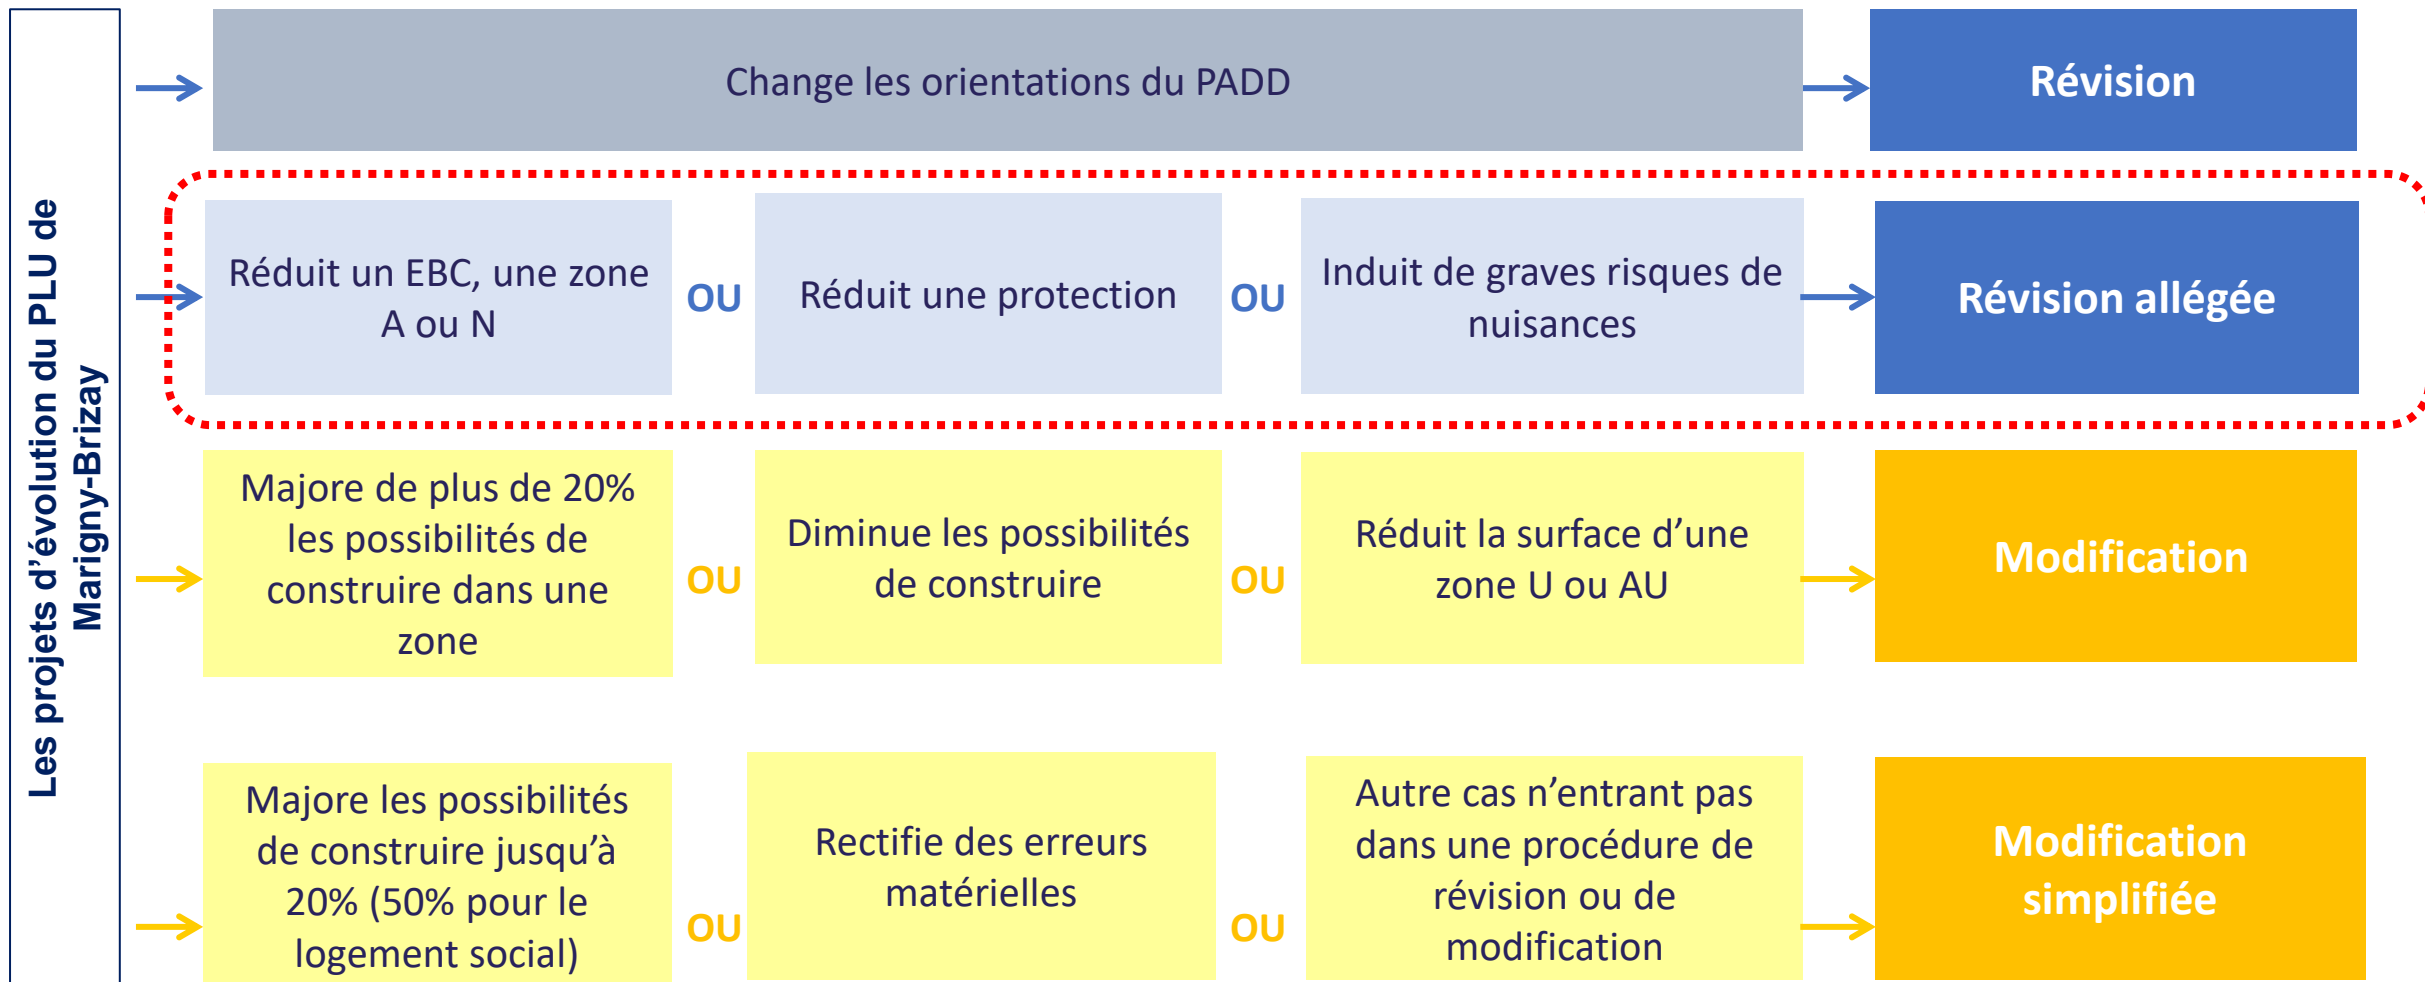 Les projets d'évolution du PLU de
Marigny-Brizay
Change les orientations du PADD
Révision
Réduit un EBC, une zone
A ou N
OU
Réduit une protection
OU
Induit de graves risques de
nuisances
Révision allégée
Majore de plus de 20%
les possibilités de
construire dans une
zone
OU
Diminue les possibilités
de construire
OU
Réduit la surface d’une
zone U ou AU
Modification
Majore les possibilités
de construire jusqu’à
20% (50% pour le
logement social)
OU
Rectifie des erreurs
matérielles
OU
Autre cas n’entrant pas
dans une procédure de
révision ou de
modification
Modification
simplifiée